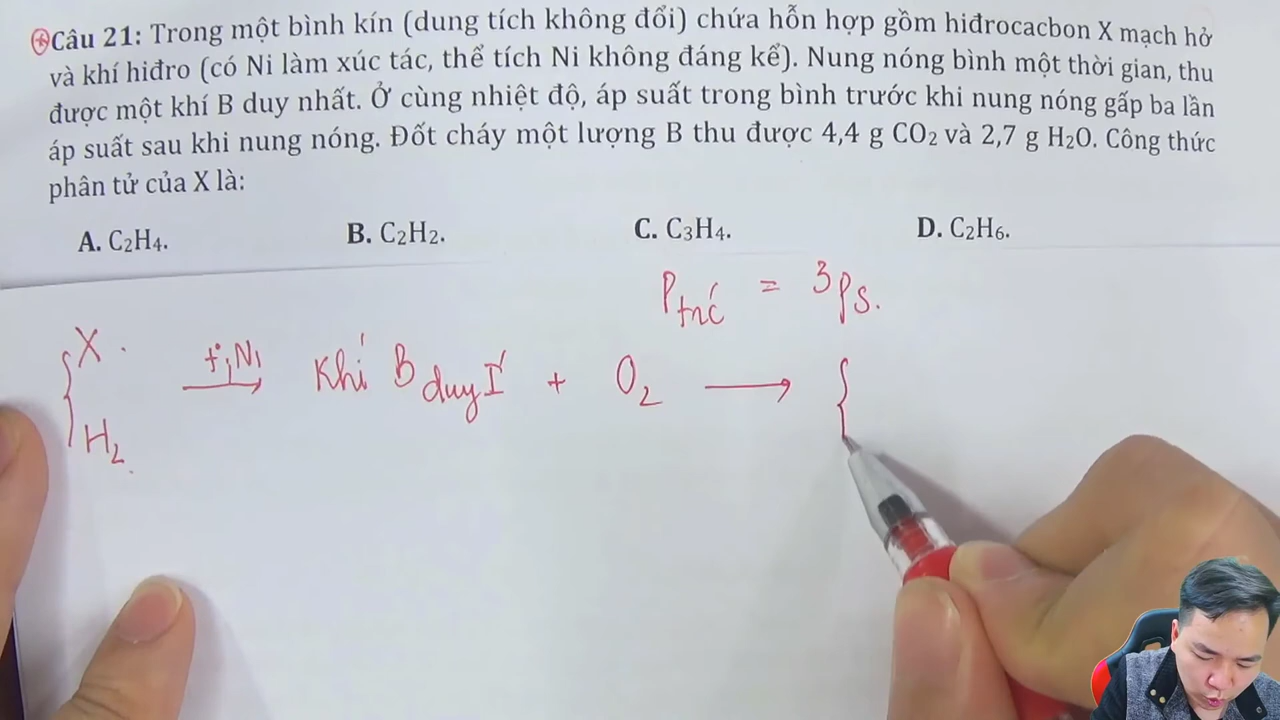 Câu 21: Trong một bình kín (dung tích không đổi) chứa hỗn hợp gồm hiđrocacbon X mạch hở
và khí hiđro (có Ni làm xúc tác, thể tích Ni không đáng kể). Nung nóng bình một thời gian, thu
được một khí B duy nhất. Ở cùng nhiệt độ, áp suất trong bình trước khi nung nóng gấp ba lần
áp suất sau khi nung nóng. Đốt cháy một lượng B thu được 4,4 g CO₂ và 2,7 g H₂O. Công thức
phân tử của X là:
A. C₂H₄. B. C₂H₂. C. C₃H₄. D. C₂H₆.
P trước = 3 Ps.
X. t°, Ni Khí B duy I + O₂ → {
H₂.